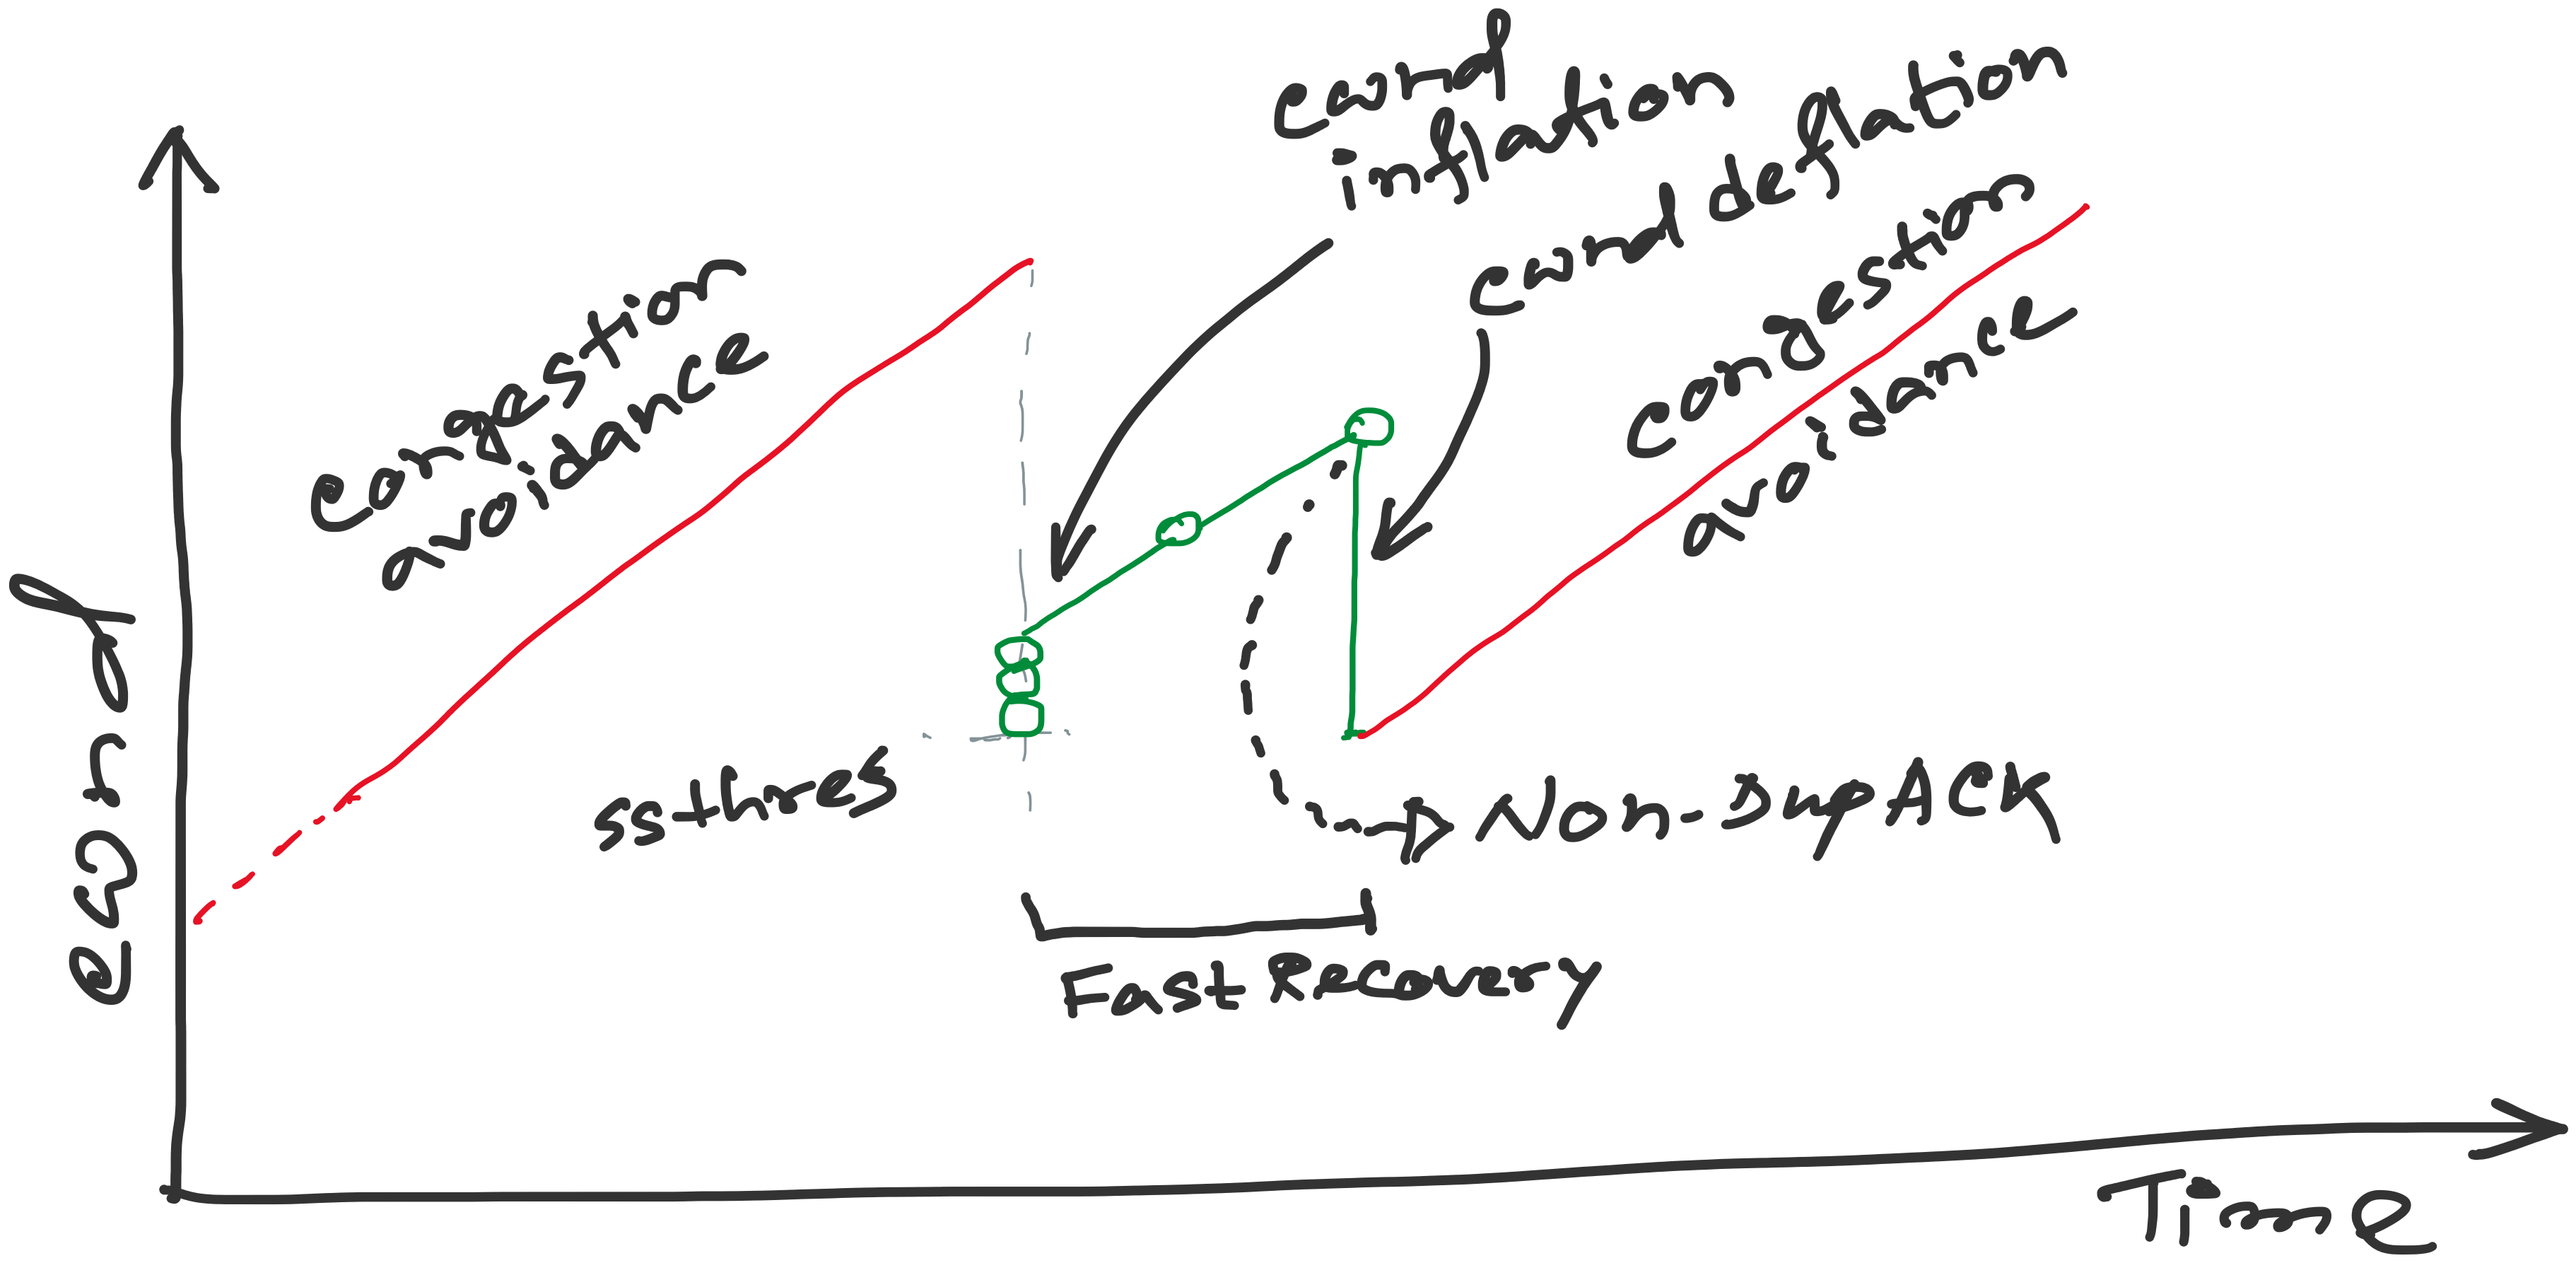 cwnd
inflation
cwnd deflation
congestion
avoidance
congestion
avoidance
cwnd
ssthres
Non-DupACK
Fast Recovery
Time